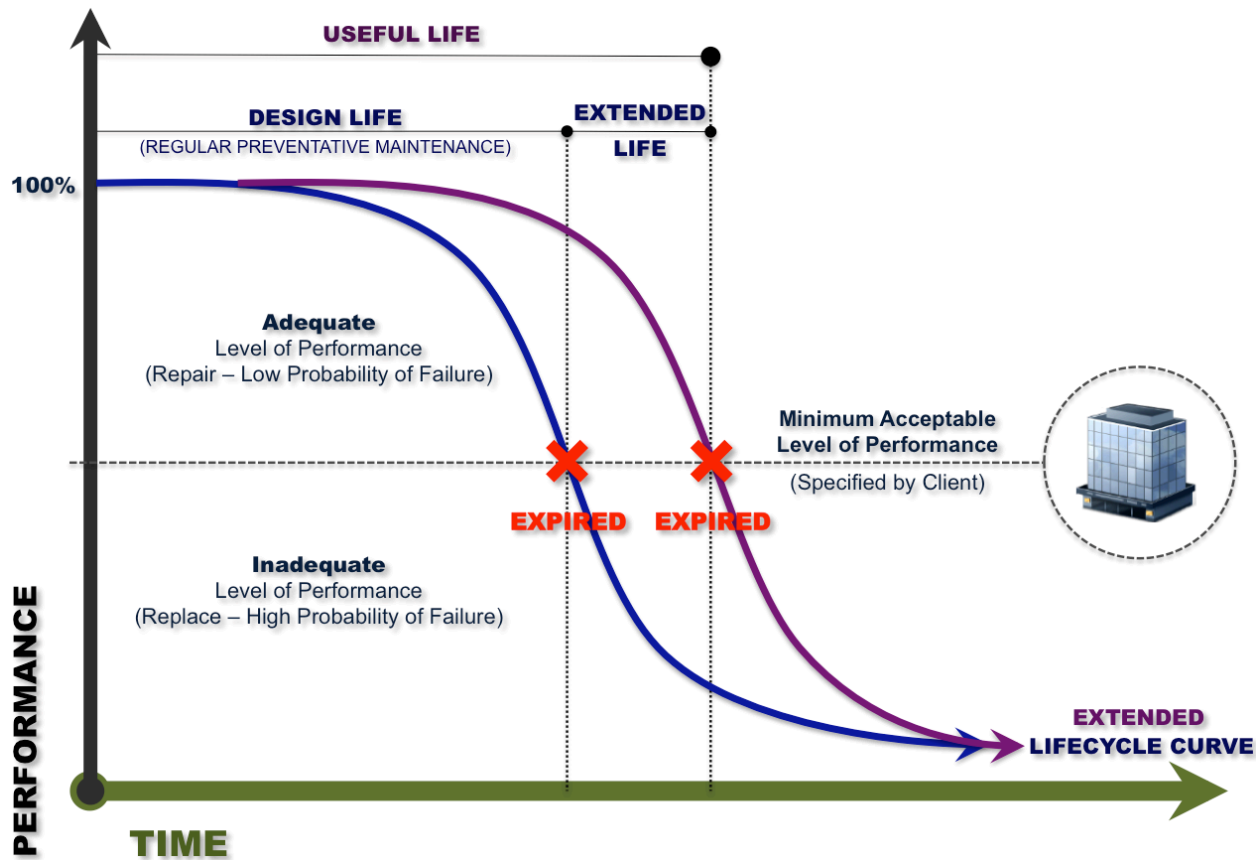 USEFUL LIFE
DESIGN LIFE
(REGULAR PREVENTATIVE MAINTENANCE)
EXTENDED
LIFE
100%
Adequate
Level of Performance
(Repair – Low Probability of Failure)
Minimum Acceptable
Level of Performance
(Specified by Client)
EXPIRED
EXPIRED
Inadequate
Level of Performance
(Replace – High Probability of Failure)
EXTENDED
LIFECYCLE CURVE
PERFORMANCE
TIME